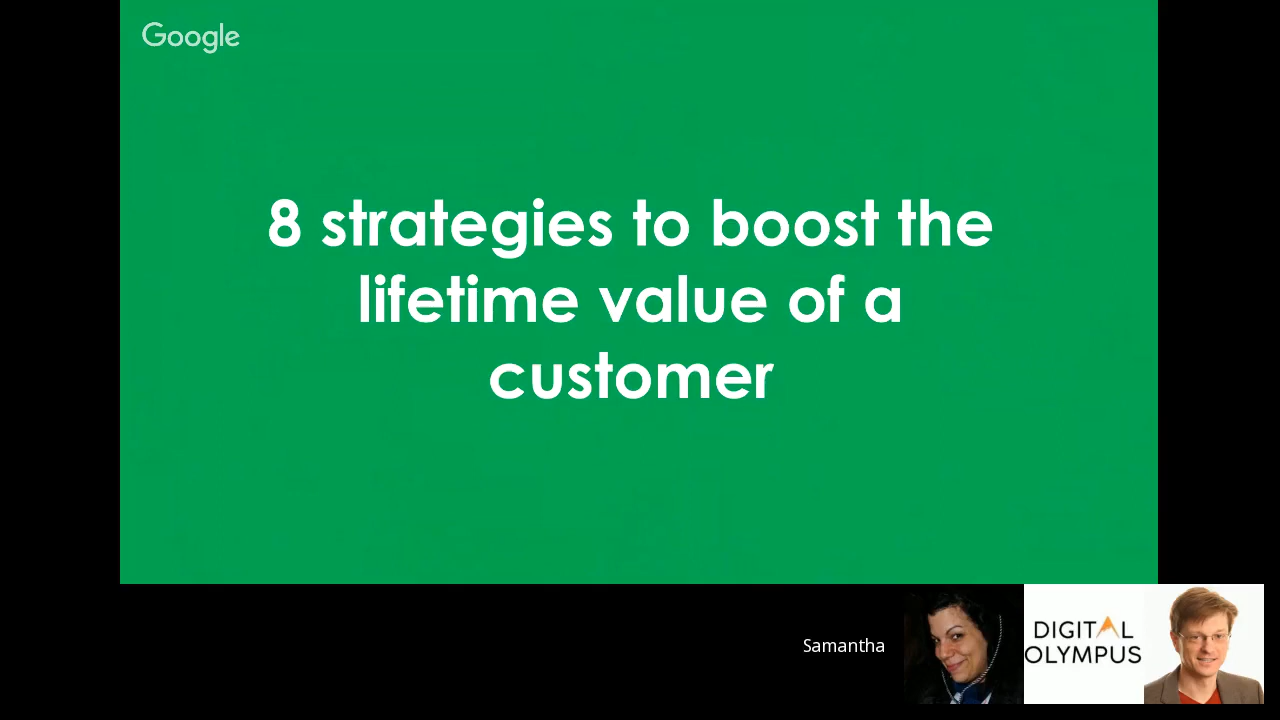 Google
8 strategies to boost the
lifetime value of a
customer
Samantha
DIGITAL
OLYMPUS